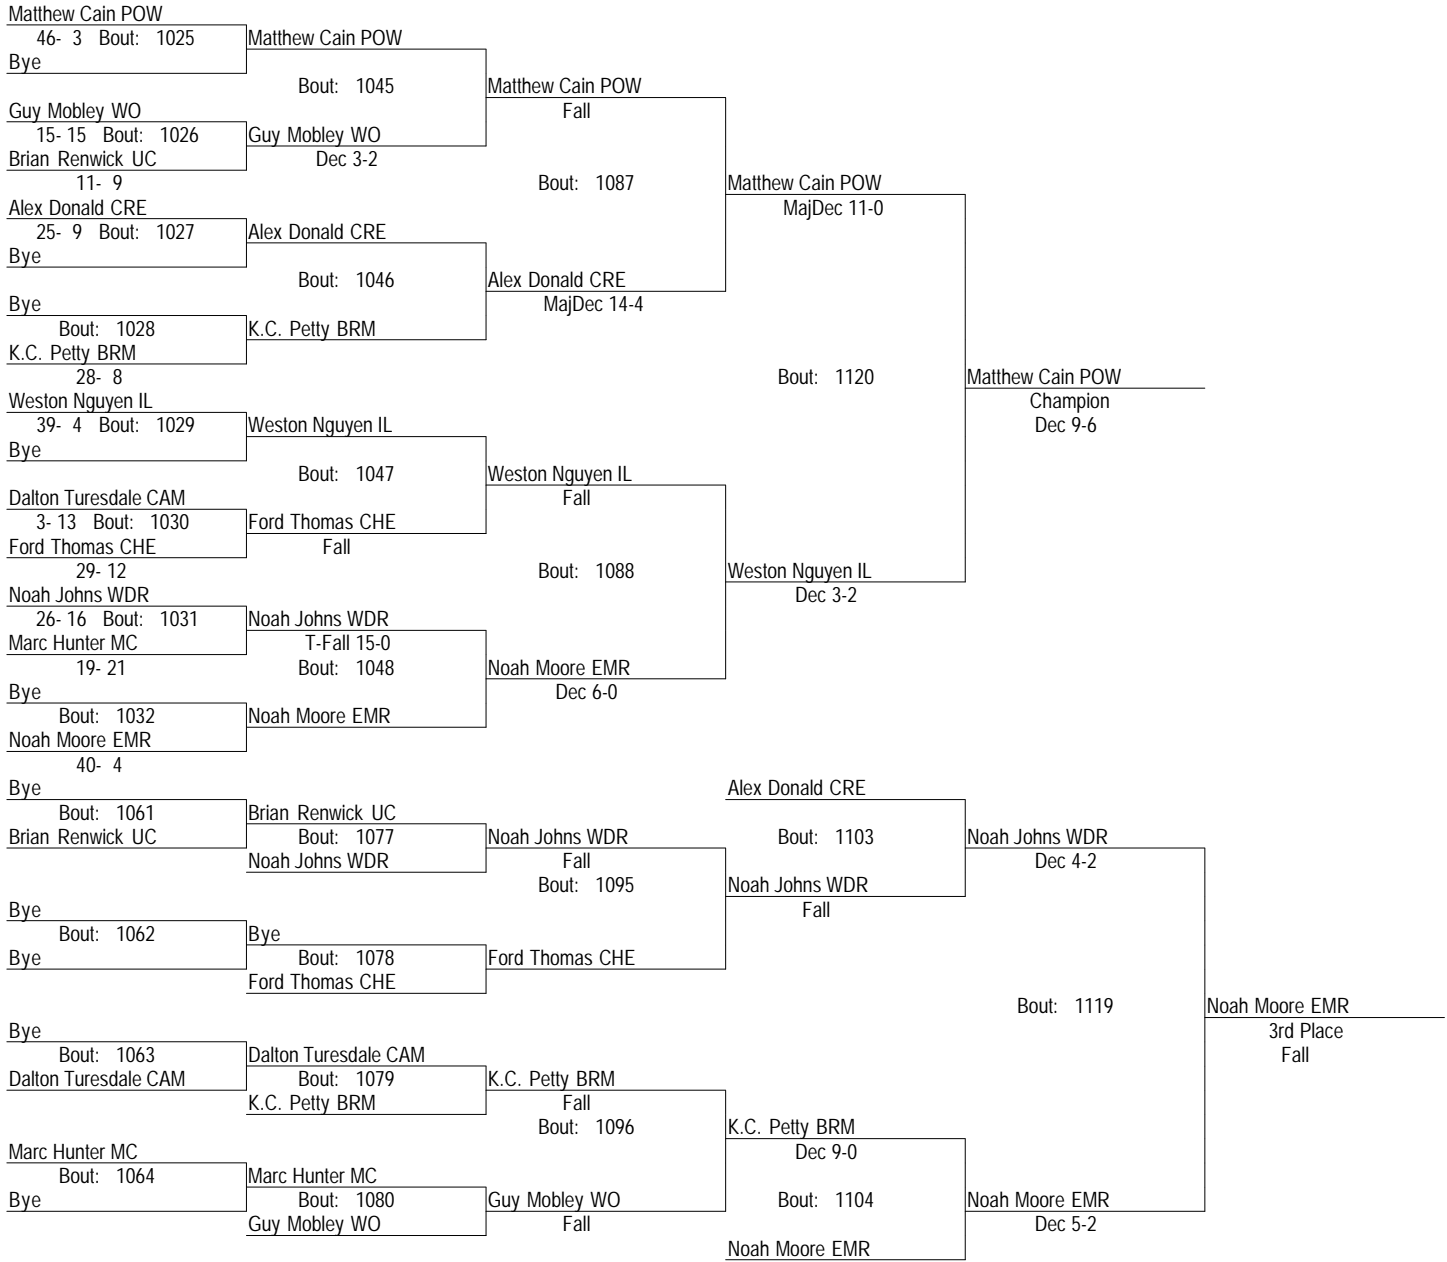 Matthew Cain POW
46- 3 Bout: 1025 Matthew Cain POW
Bye
Bout: 1045 Matthew Cain POW
Guy Mobley WO Fall
15- 15 Bout: 1026 Guy Mobley WO
Brian Renwick UC Dec 3-2
11- 9 Bout: 1087 Matthew Cain POW
Alex Donald CRE MajDec 11-0
25- 9 Bout: 1027 Alex Donald CRE
Bye
Bout: 1046 Alex Donald CRE
Bye MajDec 14-4
Bout: 1028 K.C. Petty BRM
K.C. Petty BRM
28- 8 Bout: 1120 Matthew Cain POW
Weston Nguyen IL Champion
39- 4 Bout: 1029 Weston Nguyen IL Dec 9-6
Bye
Bout: 1047 Weston Nguyen IL
Dalton Turesdale CAM Fall
3- 13 Bout: 1030 Ford Thomas CHE
Ford Thomas CHE Fall
29- 12 Bout: 1088 Weston Nguyen IL
Noah Johns WDR Dec 3-2
26- 16 Bout: 1031 Noah Johns WDR
Marc Hunter MC T-Fall 15-0
19- 21 Bout: 1048 Noah Moore EMR
Bye Dec 6-0
Bout: 1032 Noah Moore EMR
Noah Moore EMR
40- 4
Bye Alex Donald CRE
Bout: 1061 Brian Renwick UC
Brian Renwick UC Bout: 1077 Noah Johns WDR Bout: 1103 Noah Johns WDR
Noah Johns WDR Fall Dec 4-2
Bout: 1095 Noah Johns WDR
Bye Fall
Bout: 1062 Bye
Bye Bout: 1078 Ford Thomas CHE
Ford Thomas CHE
Bout: 1119 Noah Moore EMR
Bye 3rd Place
Bout: 1063 Dalton Turesdale CAM Fall
Dalton Turesdale CAM Bout: 1079 K.C. Petty BRM
K.C. Petty BRM Fall
Bout: 1096 K.C. Petty BRM
Marc Hunter MC Dec 9-0
Bout: 1064 Marc Hunter MC
Bye Bout: 1080 Guy Mobley WO Bout: 1104 Noah Moore EMR
Guy Mobley WO Fall Dec 5-2
Noah Moore EMR